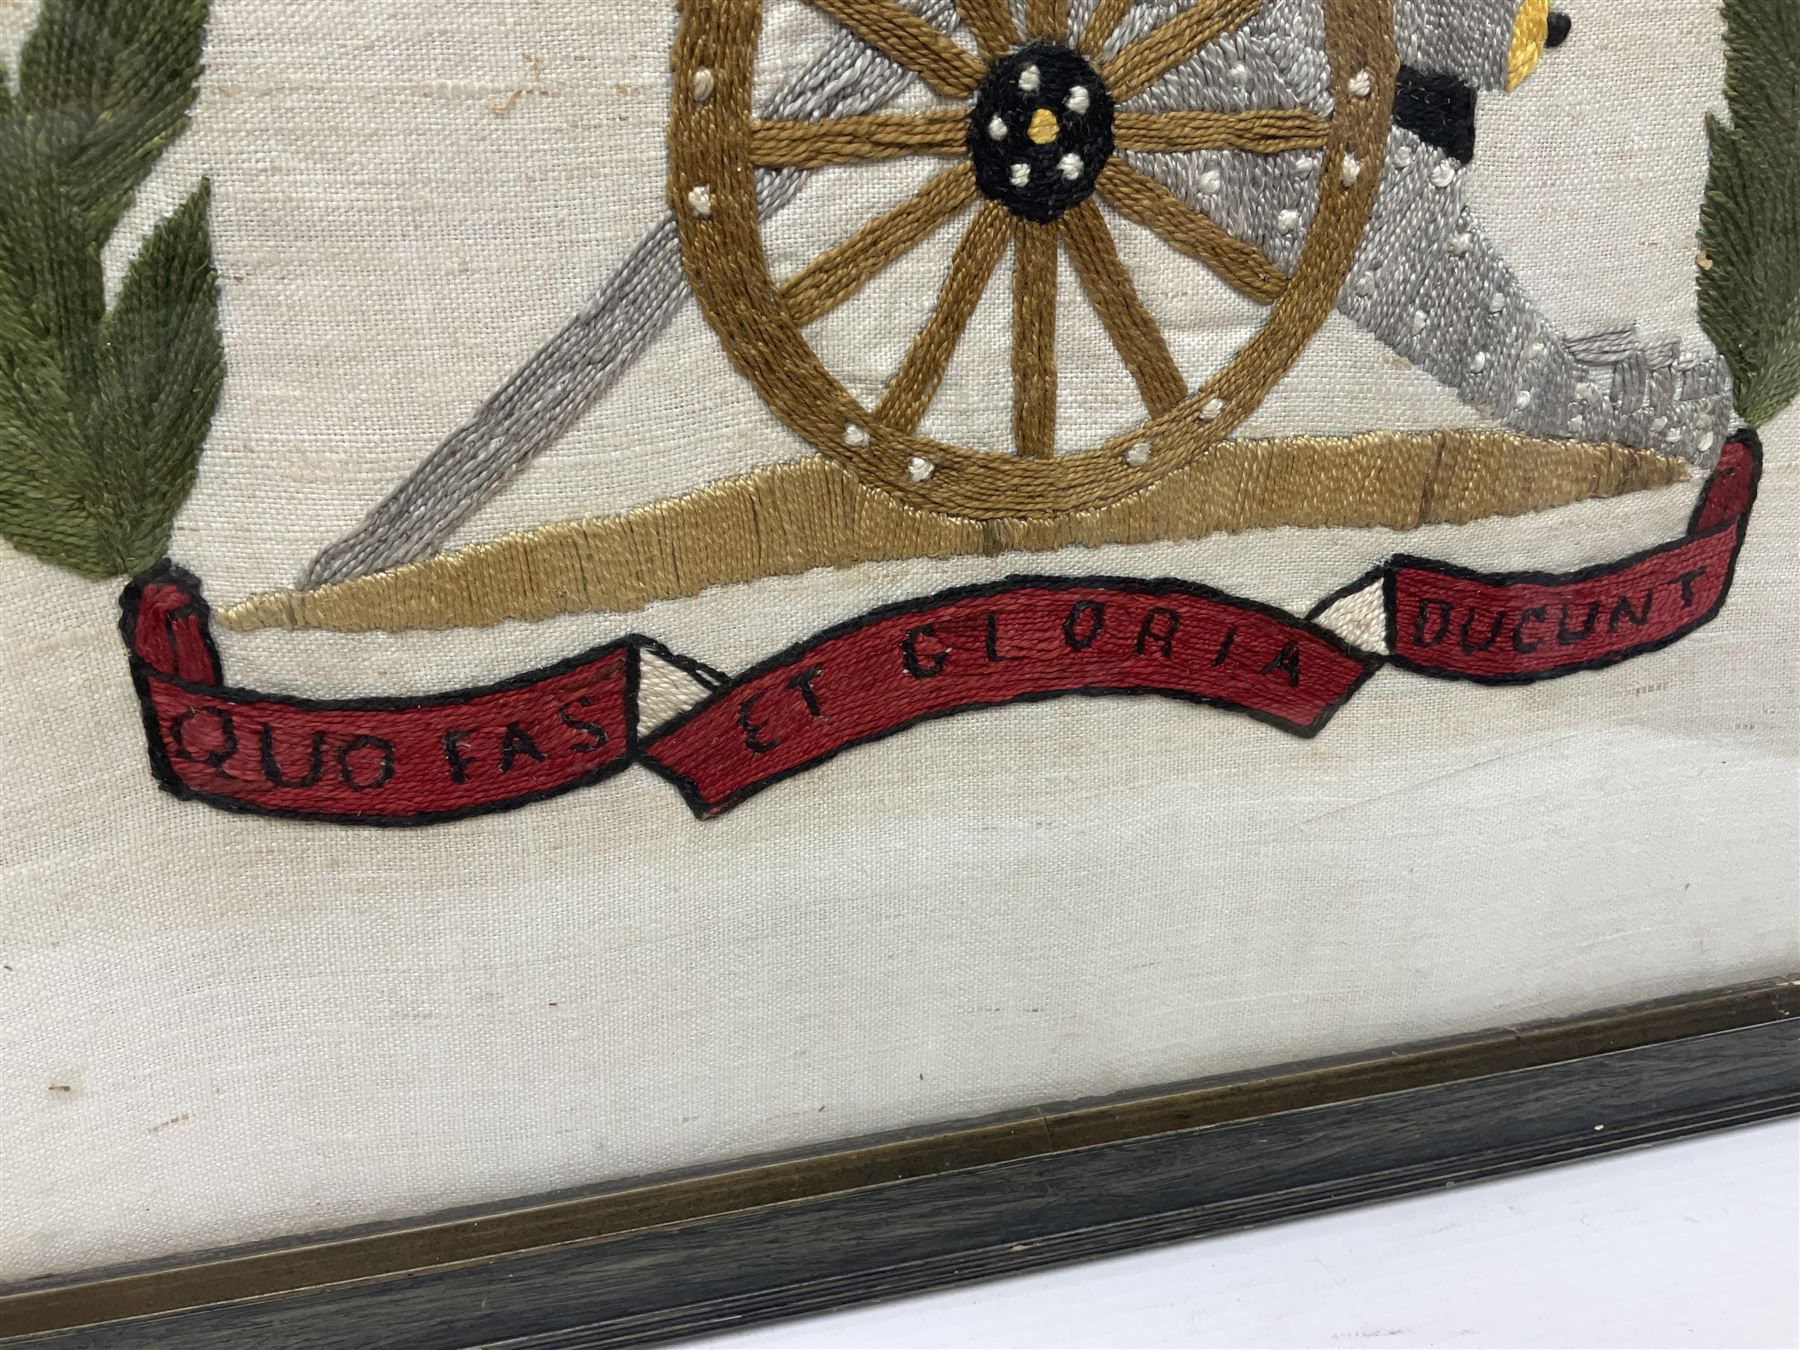 QUO FAS ET GLORIA DUCUNT